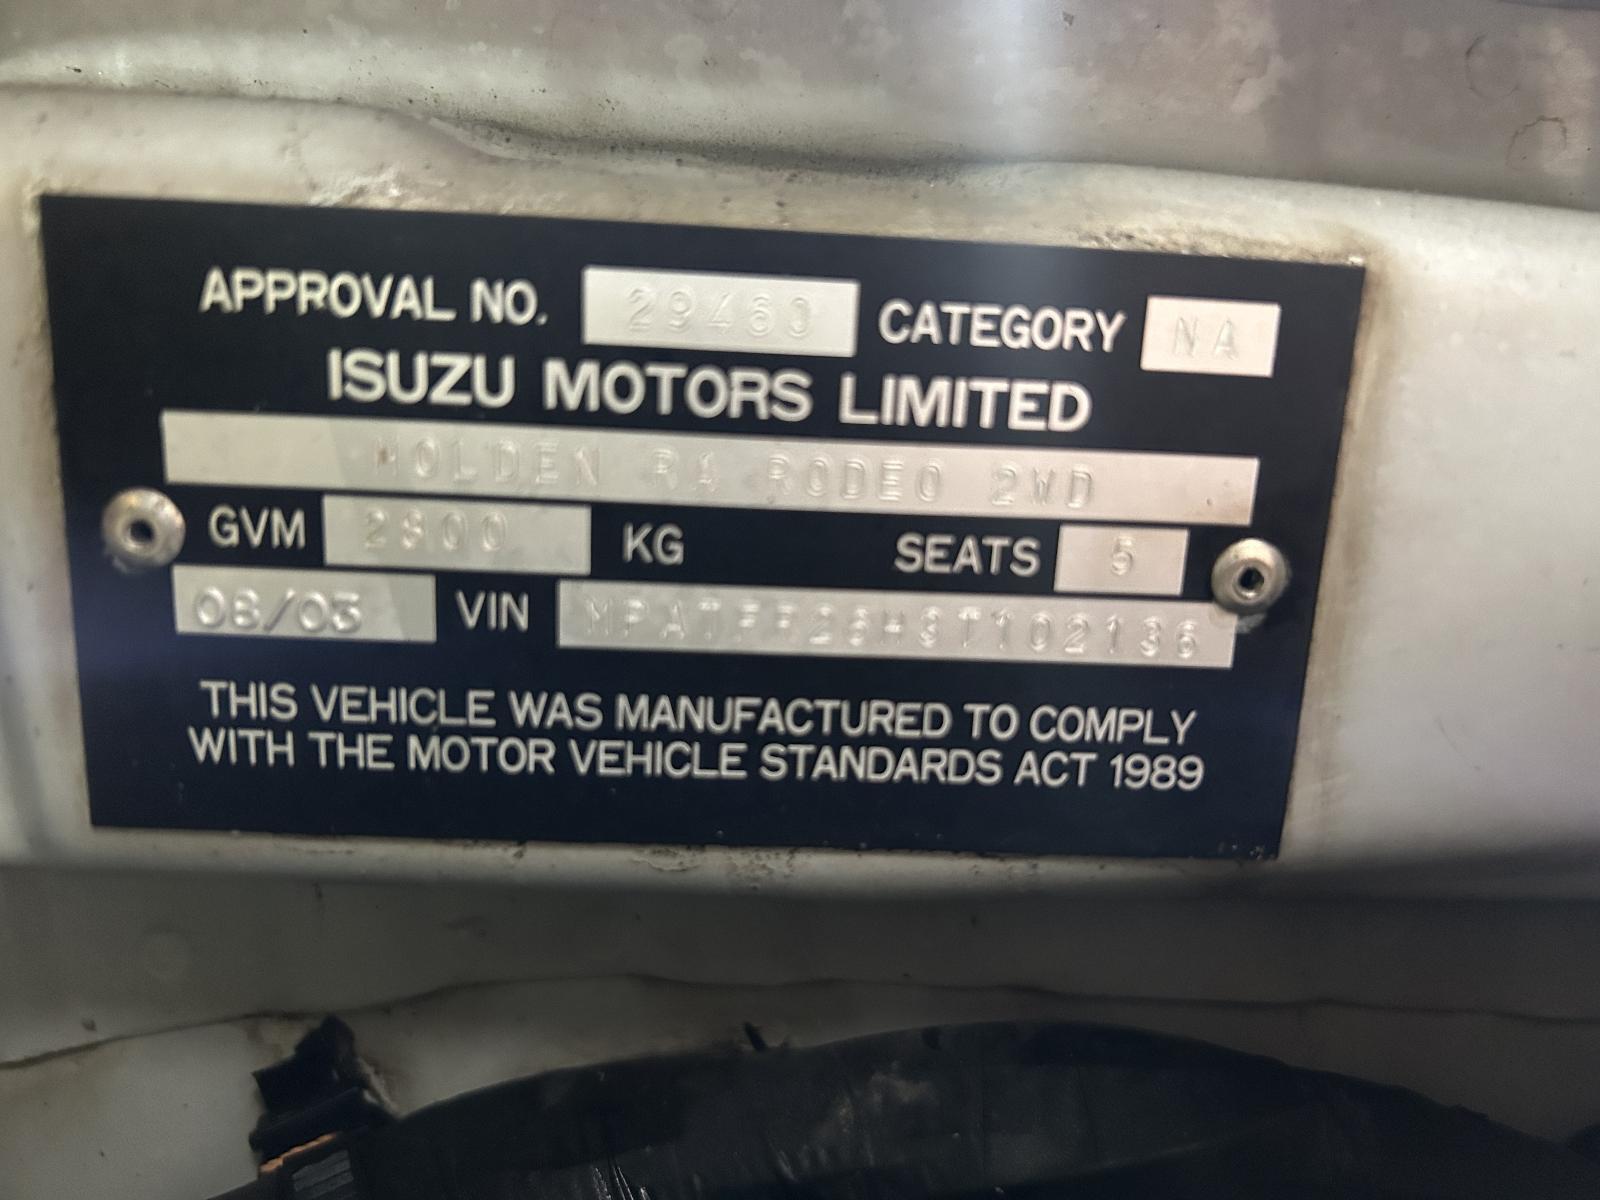 APPROVAL NO. 29460 CATEGORY NA
ISUZU MOTORS LIMITED
HOLDEN RA RODEO 2WD
GVM 2800 KG SEATS 5
08/03 VIN MPATFR26H3T102136
THIS VEHICLE WAS MANUFACTURED TO COMPLY
WITH THE MOTOR VEHICLE STANDARDS ACT 1989